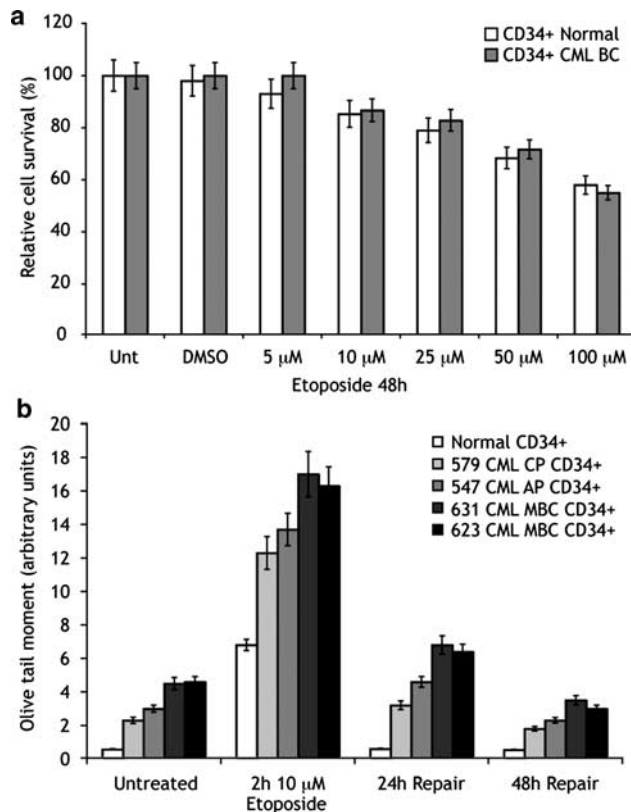 a
CD34+ Normal
CD34+ CML BC
Relative cell survival (%)
120
100
80
60
40
20
0
Unt DMSO 5 μM 10 μM 25 μM 50 μM 100 μM
Etoposide 48h
b
Normal CD34+
579 CML CP CD34+
547 CML AP CD34+
631 CML MBC CD34+
623 CML MBC CD34+
Olive tail moment (arbitrary units)
20
18
16
14
12
10
8
6
4
2
0
Untreated 2h 10 μM 24h Repair 48h Repair
Etoposide